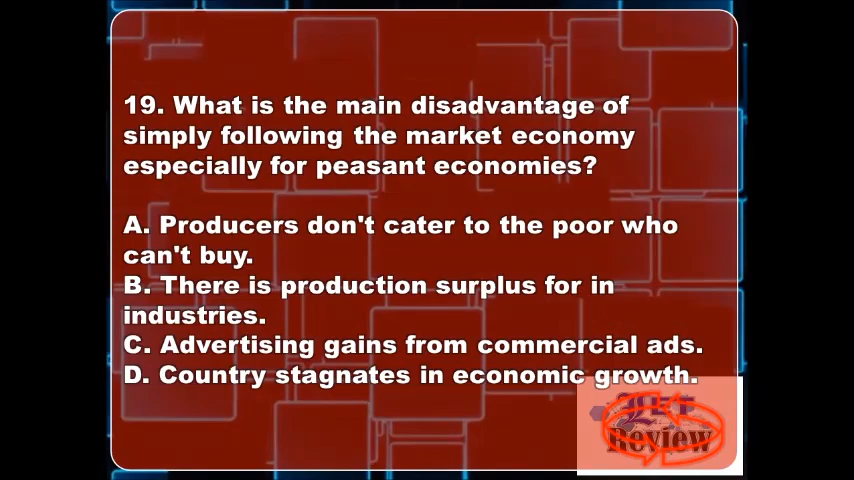 19. What is the main disadvantage of
simply following the market economy
especially for peasant economies?
A. Producers don't cater to the poor who
can't buy.
B. There is production surplus for in
industries.
C. Advertising gains from commercial ads.
D. Country stagnates in economic growth.
Review